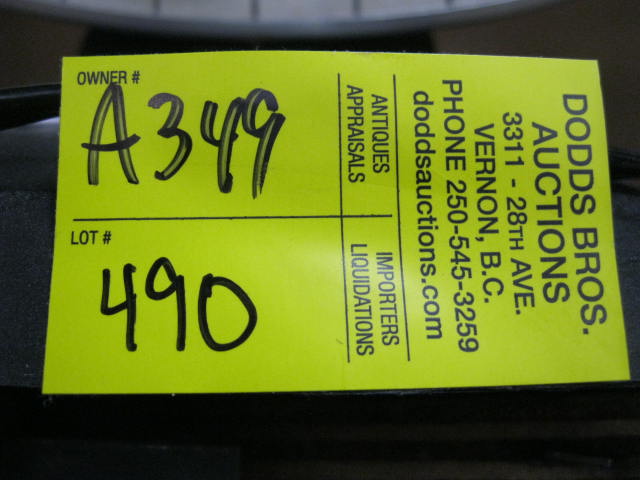 OWNER #
A349
LOT #
490
ANTIQUES
APPRAISALS
IMPORTERS
LIQUIDATIONS
DODDS BROS.
AUCTIONS
3311 - 28TH AVE.
VERNON, B.C.
PHONE 250-545-3259
doddsauctions.com